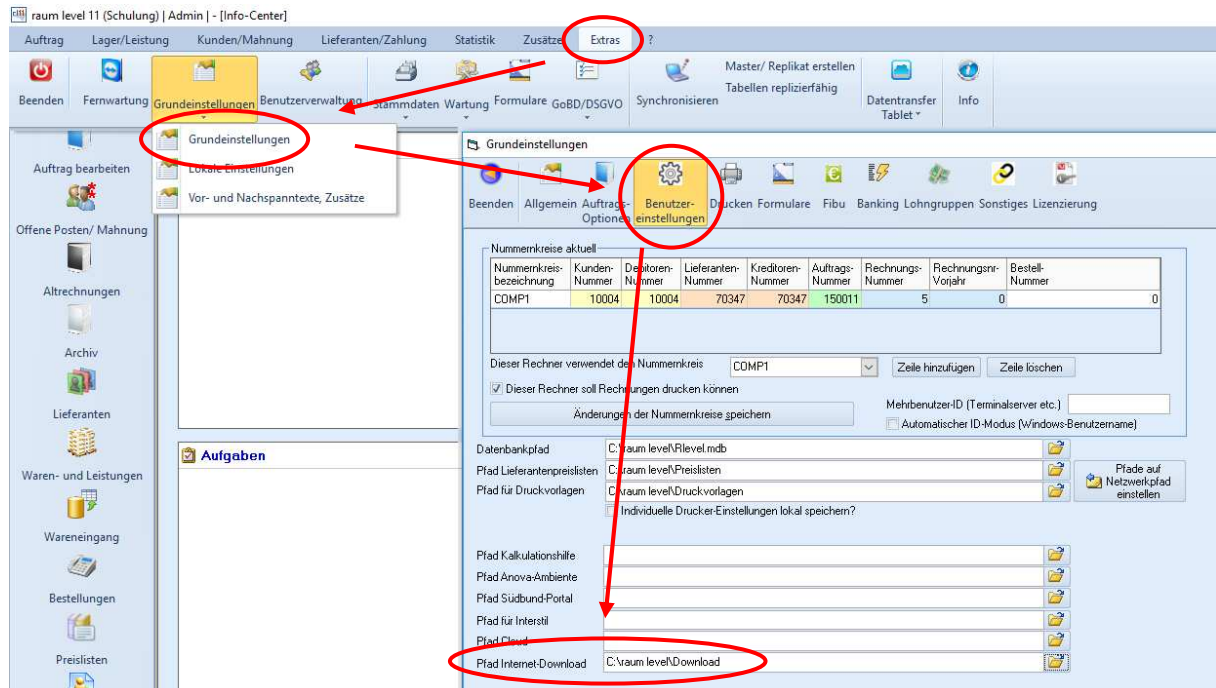 raum level 11 (Schulung) | Admin | - [Info-Center]
Auftrag Lager/Leistung Kunden/Mahnung Lieferanten/Zahlung Statistik Zusätze Extras ?
Beenden Fernwartung Grundeinstellungen Benutzerverwaltung Stammdaten Wartung Formulare GoBD/DSGVO Synchronisieren
Master/ Replikat erstellen
Tabellen replizierfähig
Datentransfer
Tablet
Info
Grundeinstellungen
Lokale Einstellungen
Vor- und Nachspanntexte, Zusätze
Auftrag bearbeiten
Offene Posten/ Mahnung
Altrechnungen
Archiv
Lieferanten
Waren- und Leistungen
Wareneingang
Bestellungen
Preislisten
Aufgaben
Grundeinstellungen
Beenden Allgemein Auftrags-
Optionen
Benutzer-
einstellungen
Drucken Formulare Fibu Banking Lohngruppen Sonstiges Lizenzierung
Nummernkreise aktuell
Nummernkreis- Kunden- Debitoren- Lieferanten- Kreditoren- Auftrags- Rechnungs- Rechnungsnr- Bestell-
bezeichnung Nummer Nummer Nummer Nummer Nummer Nummer Vorjahr Nummer
COMP1 10004 10004 70347 70347 150011 5 0 0
Dieser Rechner verwendet den Nummernkreis COMP1 Zeile hinzufügen Zeile löschen
Dieser Rechner soll Rechnungen drucken können
Änderungen der Nummernkreise speichern
Mehrbenutzer-ID (Terminalserver etc.)
Automatischer ID-Modus (Windows-Benutzername)
Datenbankpfad C:\raum level\Rlevel.mdb
Pfad Lieferantenpreislisten C:\raum level\Preislisten
Pfad für Druckvorlagen C:\raum level\Druckvorlagen
Pfade auf
Netzwerkpfad
einstellen
Individuelle Drucker-Einstellungen lokal speichern?
Pfad Kalkulationshilfe
Pfad Anova-Ambiente
Pfad Südbund-Portal
Pfad für Interstil
Pfad Cloud
Pfad Internet-Download C:\raum level\Download